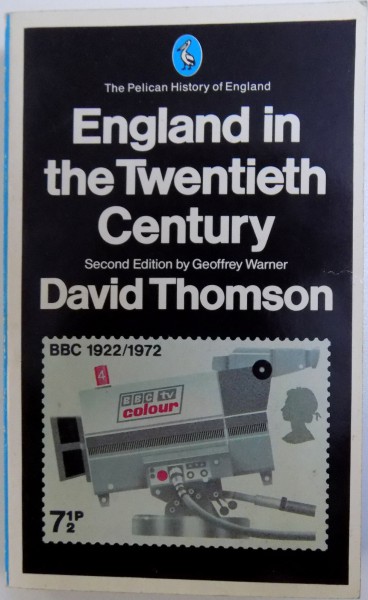 The Pelican History of England
England in
the Twentieth
Century
Second Edition by Geoffrey Warner
David Thomson
BBC 1922/1972
4
BBC tv
colour
7½P